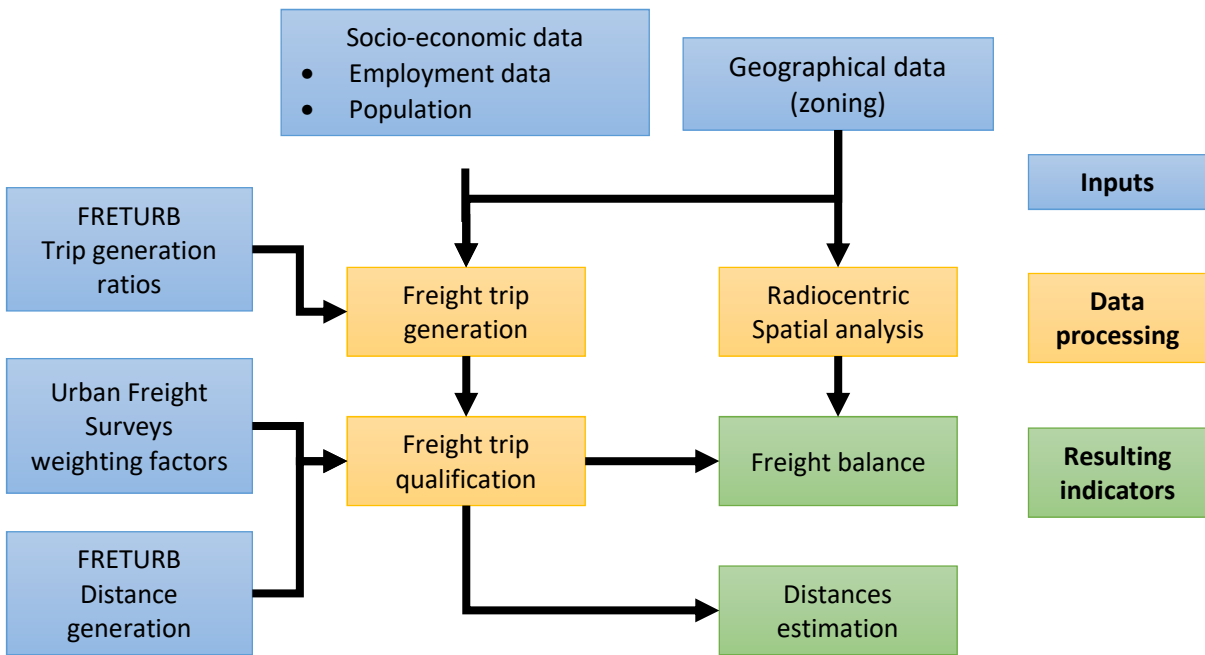 Socio-economic data
• Employment data
• Population
Geographical data
(zoning)
Inputs
FRETURB
Trip generation
ratios
Freight trip
generation
Radiocentric
Spatial analysis
Data
processing
Urban Freight
Surveys
weighting factors
Freight trip
qualification
Freight balance
Resulting
indicators
FRETURB
Distance
generation
Distances
estimation